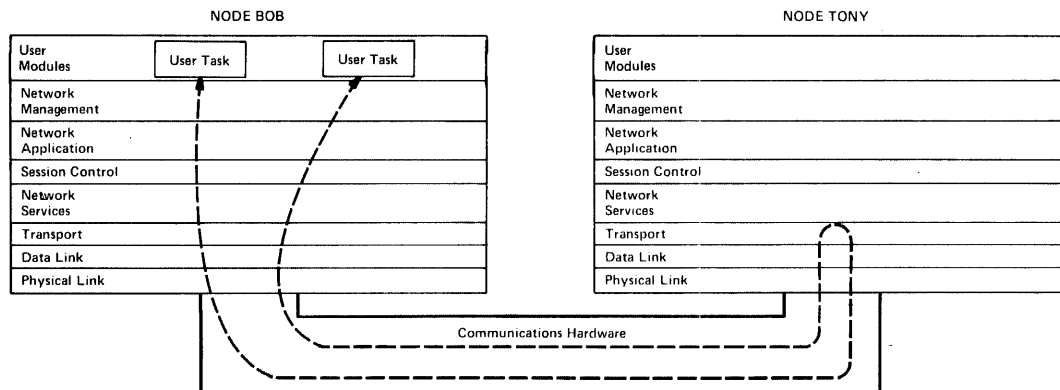 NODE BOB
User
Modules
User Task
User Task
Network
Management
Network
Application
Session Control
Network
Services
Transport
Data Link
Physical Link
NODE TONY
User
Modules
Network
Management
Network
Application
Session Control
Network
Services
Transport
Data Link
Physical Link
Communications Hardware